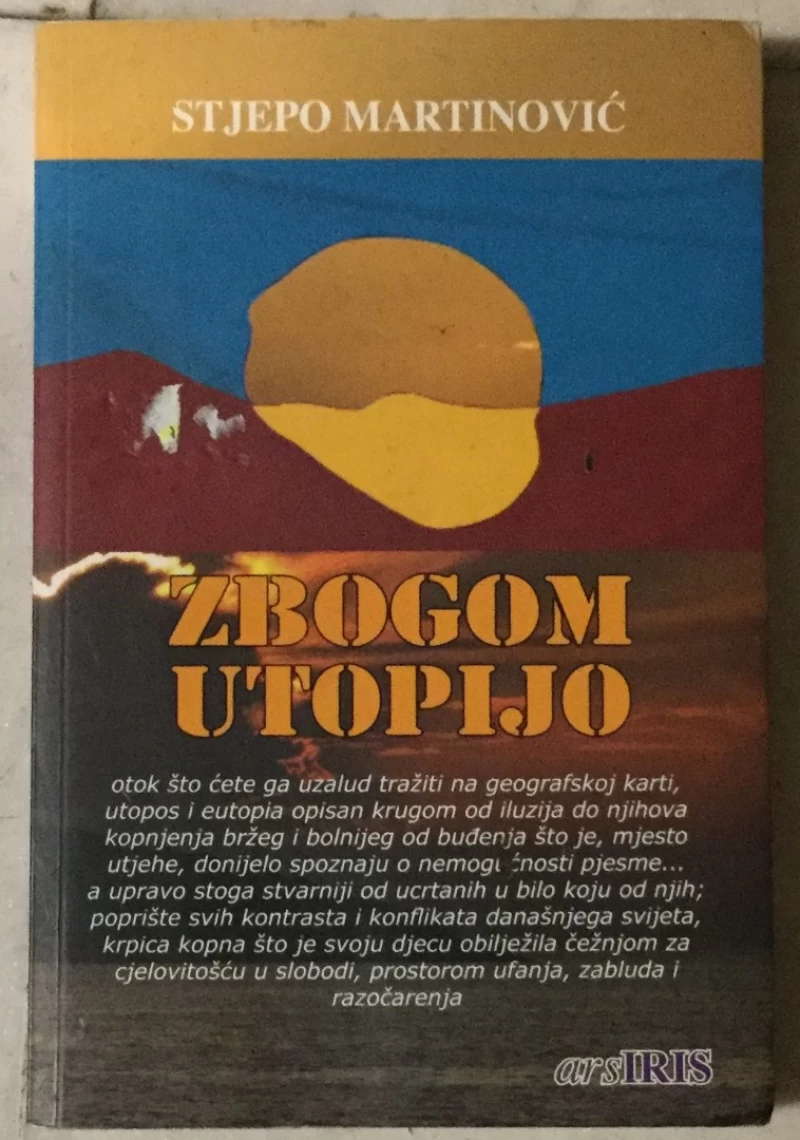 STJEPO MARTINOVIĆ
ZBOGOM
UTOPIJO
otok što ćete ga uzalud tražiti na geografskoj karti,
utopos i eutopia opisan krugom od iluzija do njihova
kopnjenja bržeg i bolnijeg od buđenja što je, mjesto
utjehe, donijelo spoznaju o nemogućnosti pjesme...
a upravo stoga stvarniji od ucrtanih u bilo koju od njih;
poprište svih kontrasta i konflikata današnjega svijeta,
krpica kopna što je svoju djecu obilježila čežnjom za
cjelovitošću u slobodi, prostorom ufanja, zabluda i
razočarenja
arsIRIS